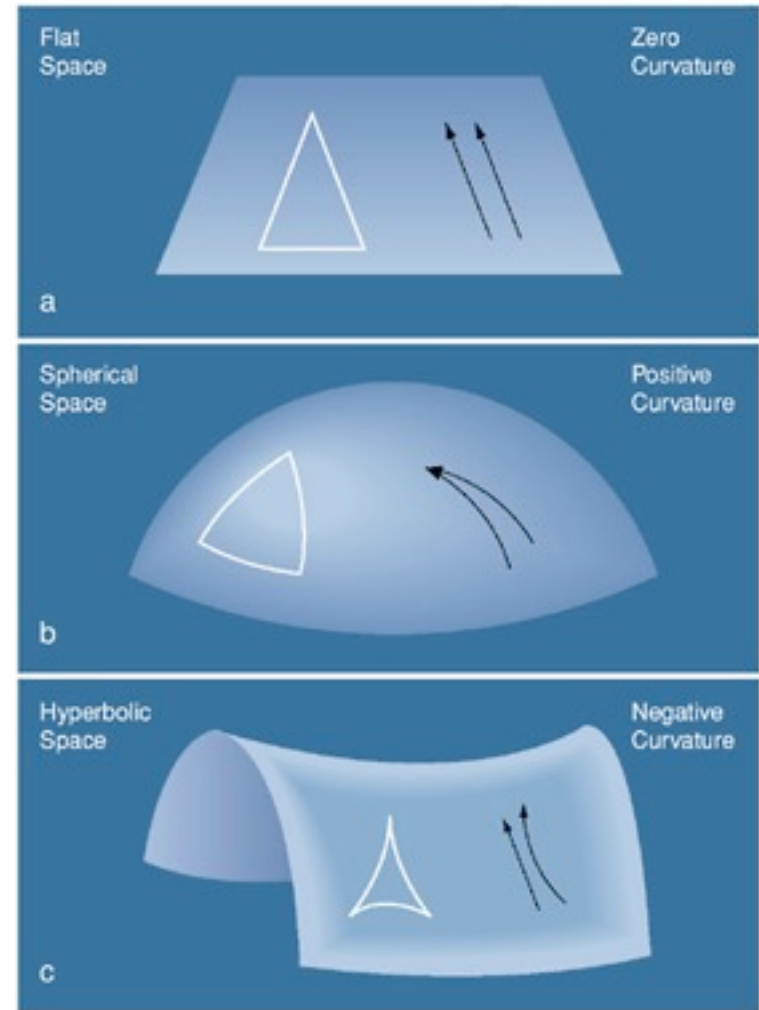 Flat
Space
Zero
Curvature
a
Spherical
Space
Positive
Curvature
b
Hyperbolic
Space
Negative
Curvature
c